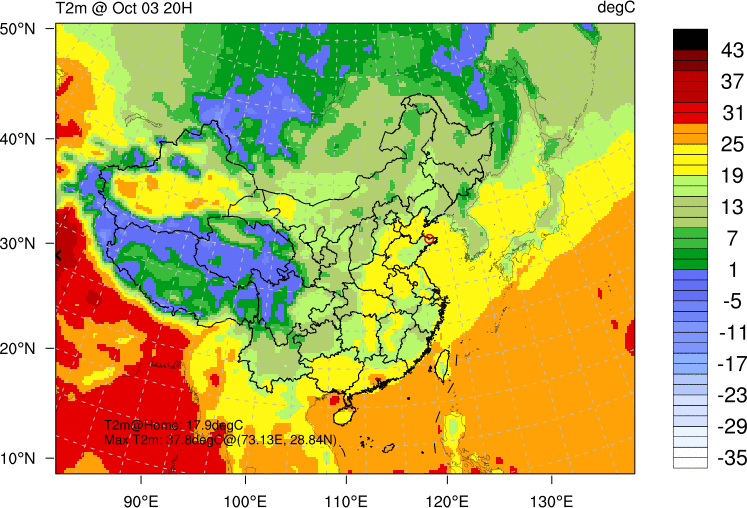 T2m @ Oct 03 20H
degC
50°N
40°N
30°N
20°N
10°N
90°E
100°E
110°E
120°E
130°E
T2m@Home: 17.9degC
Max T2m: 37.8degC@(73.13E, 28.84N)
43
37
31
25
19
13
7
1
-5
-11
-17
-23
-29
-35